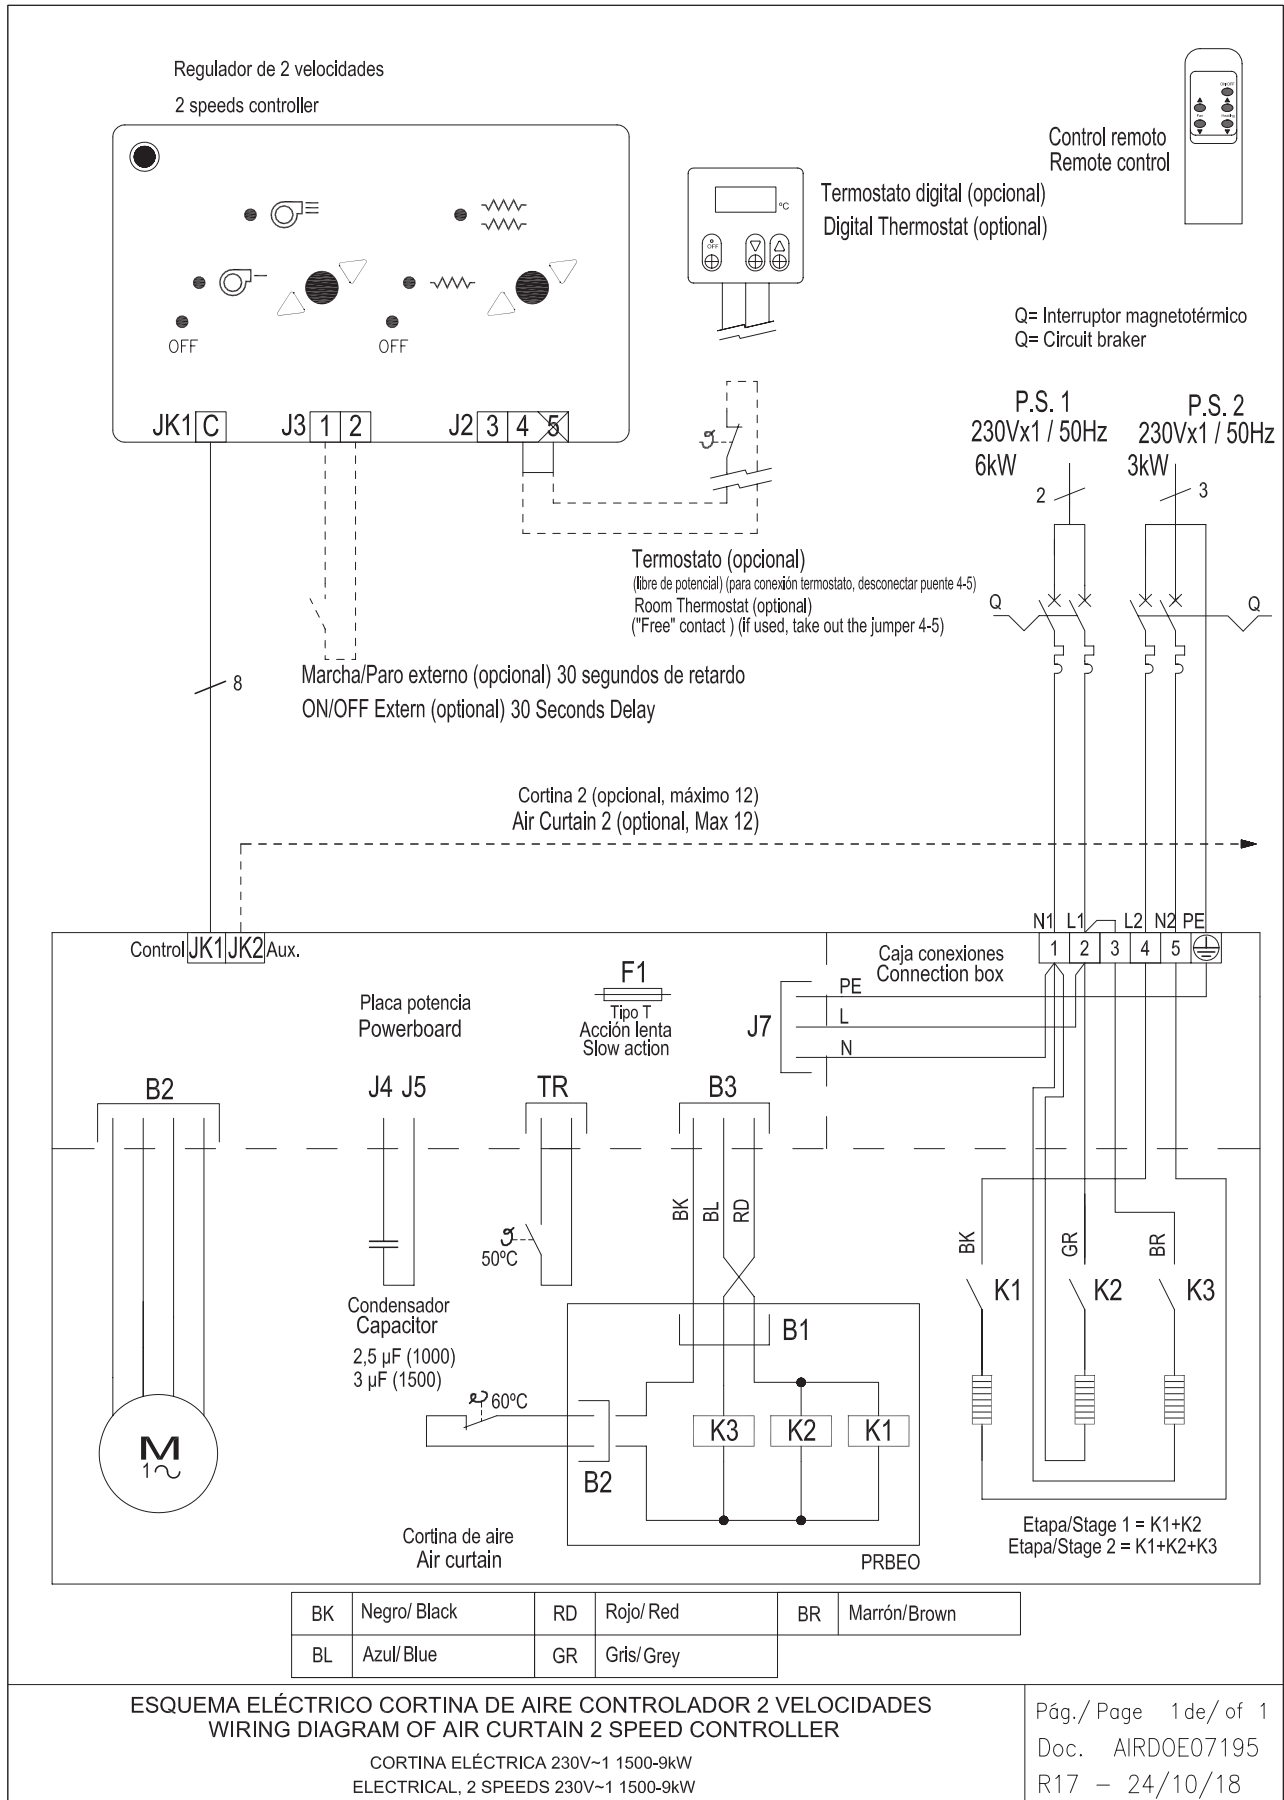 Regulador de 2 velocidades
2 speeds controller
OFF
OFF
JK1 C
J3 1 2
J2 3 4 5
°C
OFF
Termostato digital (opcional)
Digital Thermostat (optional)
Control remoto
Remote control
ON/OFF
Fan
Heating
Q= Interruptor magnetotérmico
Q= Circuit braker
P.S. 1
230Vx1 / 50Hz
6kW
2
P.S. 2
230Vx1 / 50Hz
3kW
3
Q
Q
Termostato (opcional)
(libre de potencial) (para conexión termostato, desconectar puente 4-5)
Room Thermostat (optional)
("Free" contact ) (if used, take out the jumper 4-5)
8
Marcha/Paro externo (opcional) 30 segundos de retardo
ON/OFF Extern (optional) 30 Seconds Delay
Cortina 2 (opcional, máximo 12)
Air Curtain 2 (optional, Max 12)
N1 L1 L2 N2 PE
1 2 3 4 5
Control JK1 JK2 Aux.
Caja conexiones
Connection box
Placa potencia
Powerboard
F1
Tipo T
Acción lenta
Slow action
J7
PE
L
N
B2
J4 J5
TR
B3
BK
BL
RD
50ºC
Condensador
Capacitor
2,5 µF (1000)
3 µF (1500)
60ºC
B1
B2
K3
K2
K1
PRBEO
M
1
Cortina de aire
Air curtain
BK
GR
BR
K1
K2
K3
Etapa/Stage 1 = K1+K2
Etapa/Stage 2 = K1+K2+K3
BK Negro/ Black RD Rojo/ Red BR Marrón/Brown
BL Azul/ Blue GR Gris/ Grey
ESQUEMA ELÉCTRICO CORTINA DE AIRE CONTROLADOR 2 VELOCIDADES
WIRING DIAGRAM OF AIR CURTAIN 2 SPEED CONTROLLER
CORTINA ELÉCTRICA 230V~1 1500-9kW
ELECTRICAL, 2 SPEEDS 230V~1 1500-9kW
Pág./ Page 1 de/ of 1
Doc. AIRDOE07195
R17 – 24/10/18